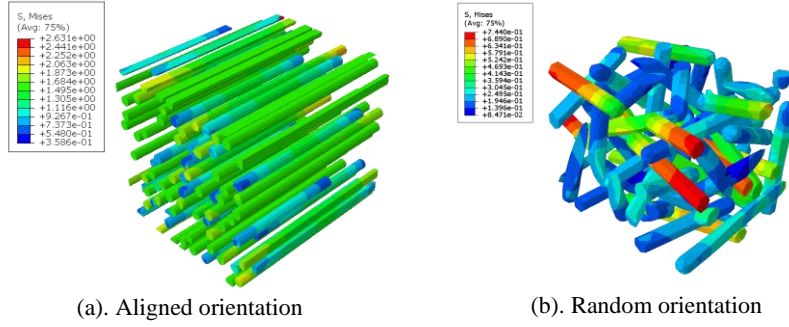 S, Mises
(Avg: 75%)
+2.631e+00
+2.441e+00
+2.252e+00
+2.063e+00
+1.873e+00
+1.684e+00
+1.495e+00
+1.305e+00
+1.116e+00
+9.267e-01
+7.373e-01
+5.480e-01
+3.586e-01
S, Mises
(Avg: 75%)
+7.440e-01
+6.890e-01
+6.341e-01
+5.791e-01
+5.242e-01
+4.693e-01
+4.143e-01
+3.594e-01
+3.045e-01
+2.495e-01
+1.946e-01
+1.396e-01
+8.471e-02
(a). Aligned orientation
(b). Random orientation